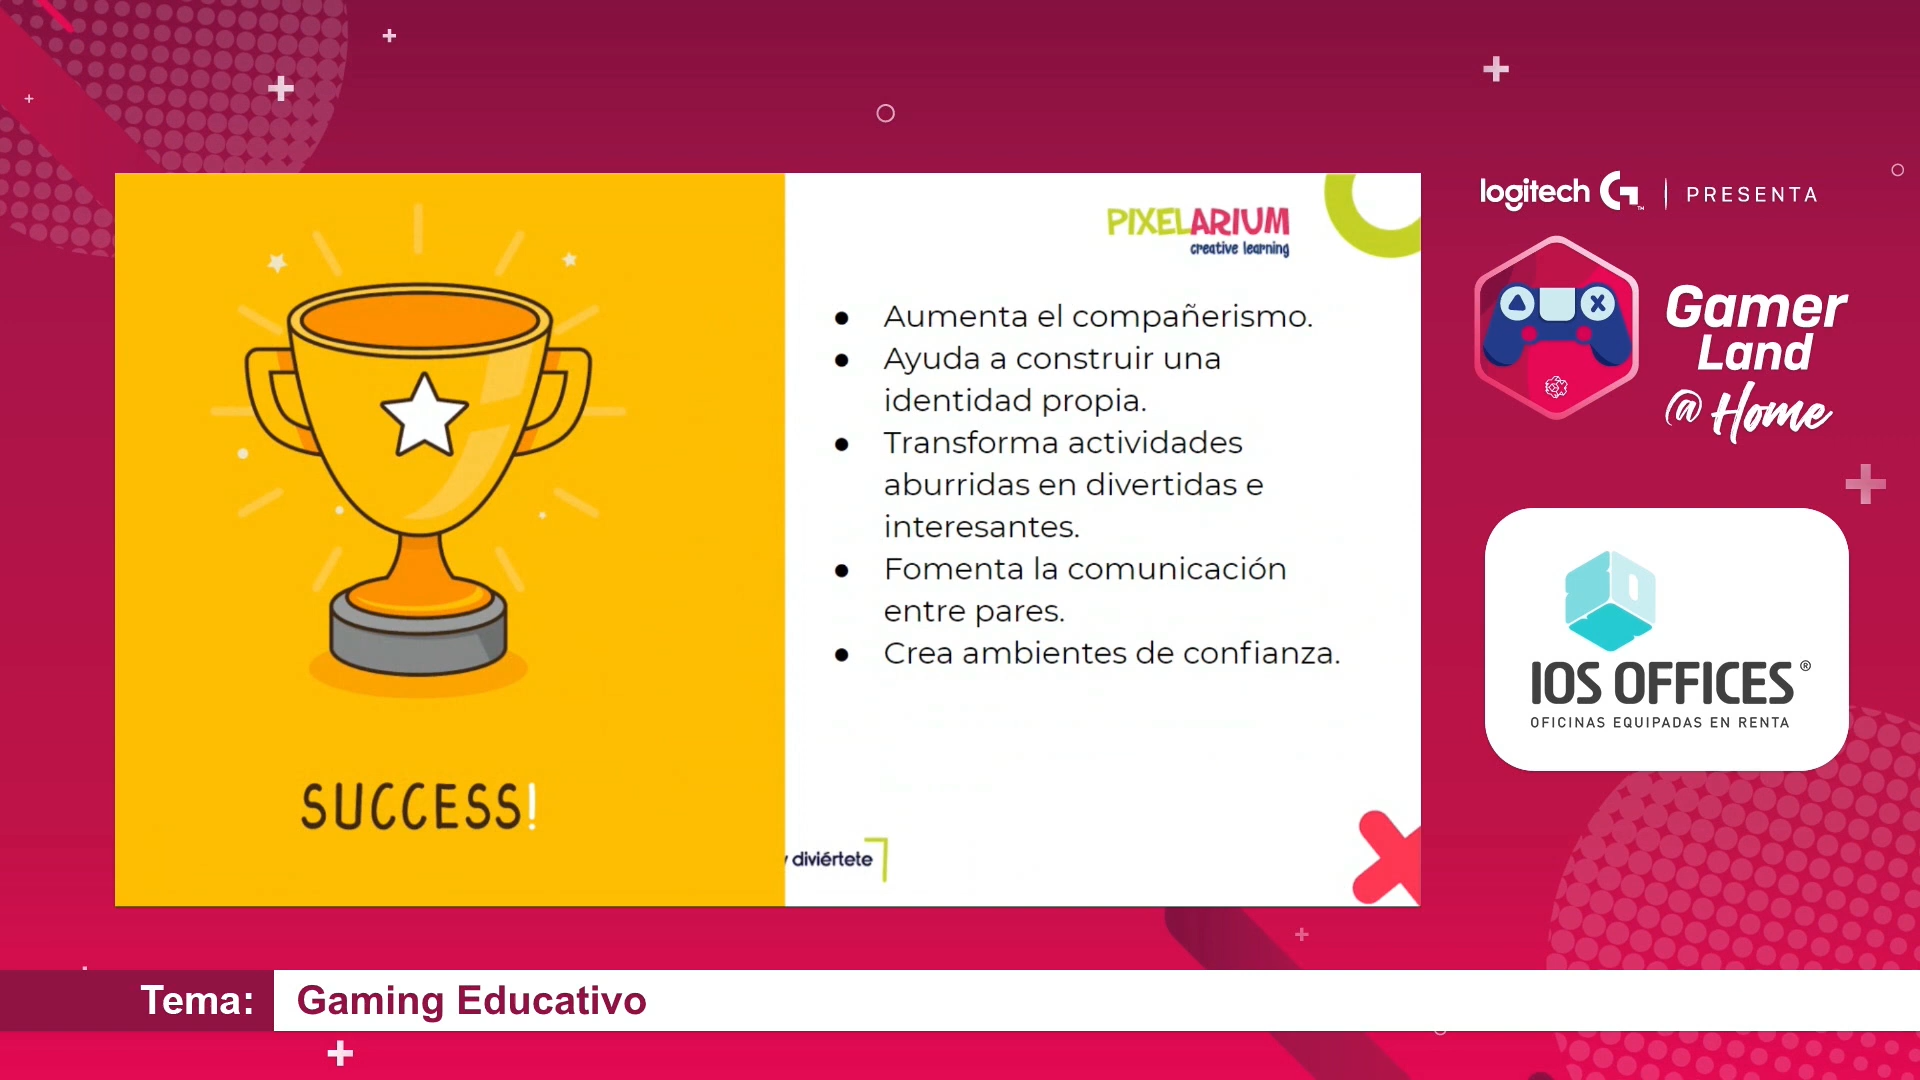 logitech G™ | PRESENTA
Gamer
Land
@ Home
PIXELARIUM
creative learning
● Aumenta el compañerismo.
● Ayuda a construir una
identidad propia.
● Transforma actividades
aburridas en divertidas e
interesantes.
● Fomenta la comunicación
entre pares.
● Crea ambientes de confianza.
SUCCESS!
y diviértete
IOS OFFICES®
OFICINAS EQUIPADAS EN RENTA
Tema: Gaming Educativo